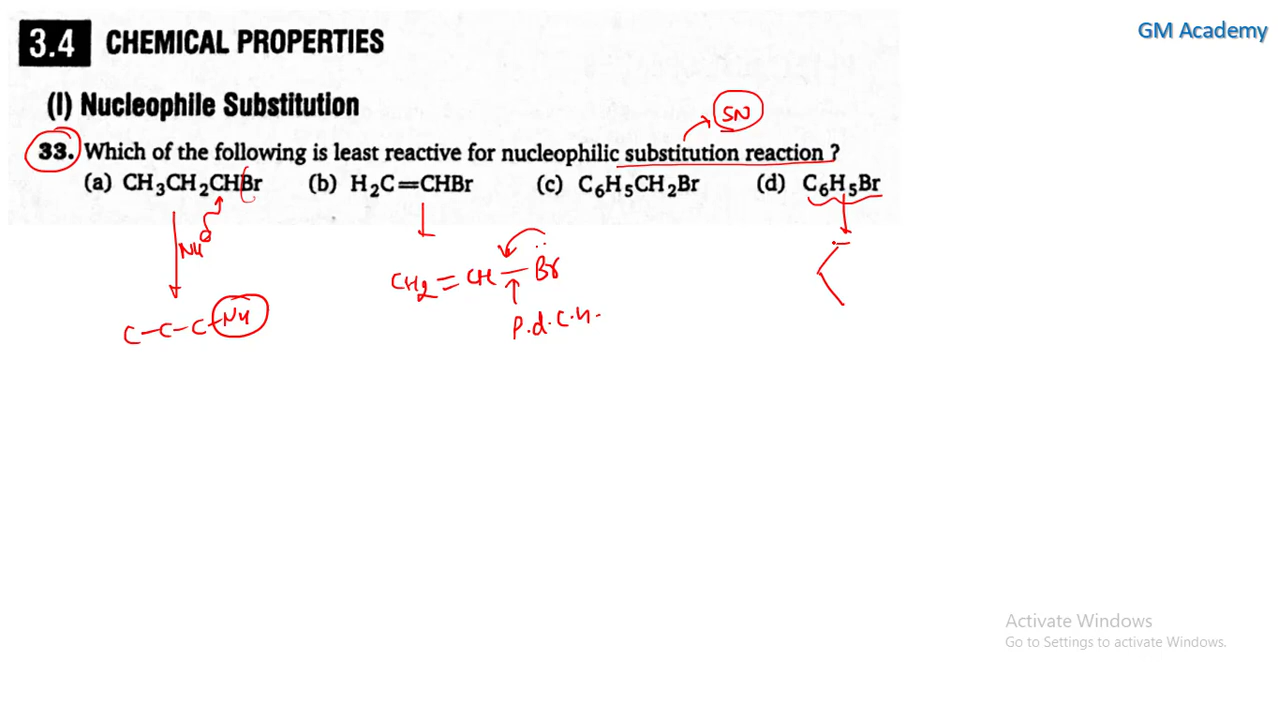 GM Academy
3.4 CHEMICAL PROPERTIES
(I) Nucleophile Substitution
SN
33. Which of the following is least reactive for nucleophilic substitution reaction ?
(a) CH3CH2CHBr (b) H2C=CHBr (c) C6H5CH2Br (d) C6H5Br
Nu
CH2=CH—Br
C-C-C-Nu
P.d.C.H.
Activate Windows
Go to Settings to activate Windows.